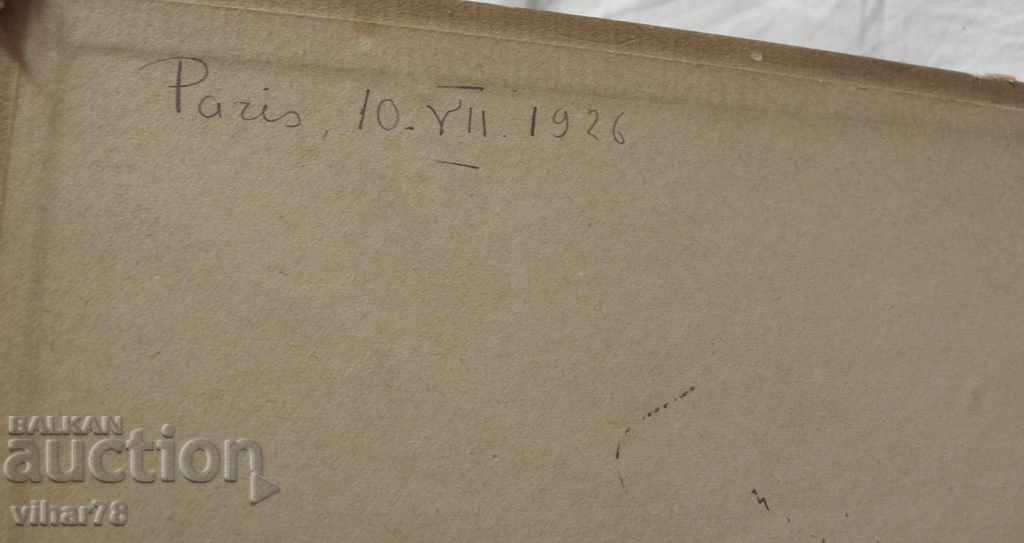 Paris, 10-VII. 1926
BALKAN
auction
vihar78